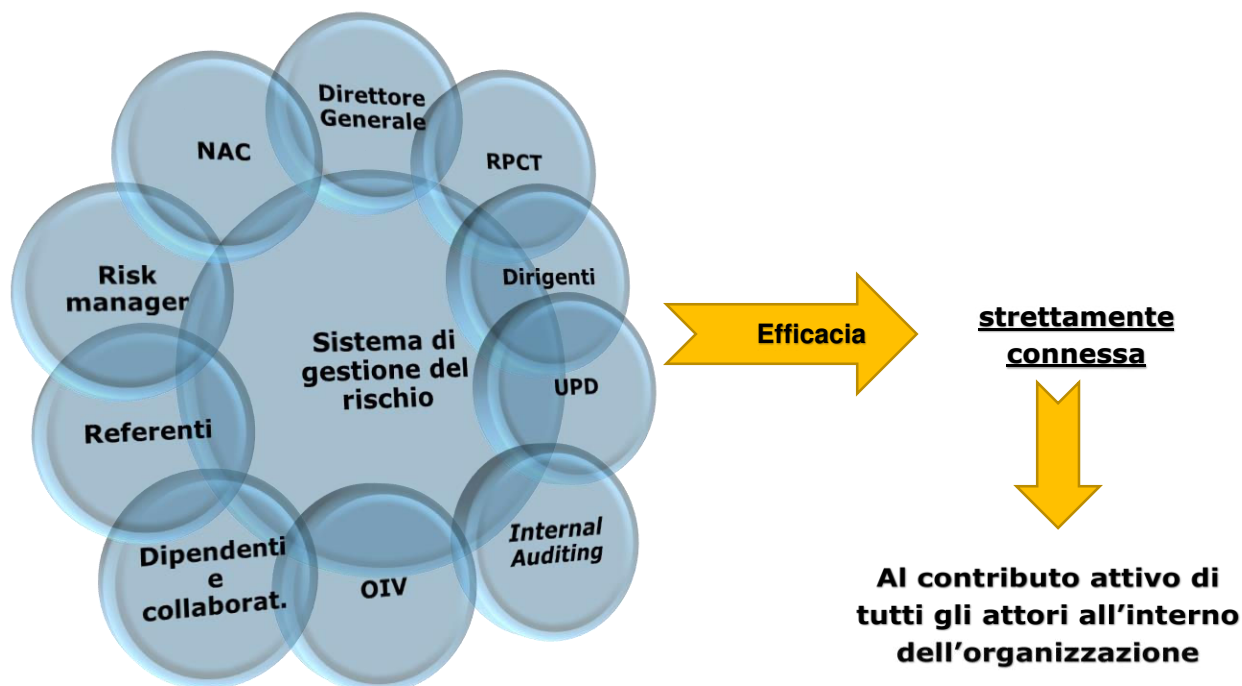 Direttore
Generale
RPCT
Dirigenti
UPD
Internal
Auditing
OIV
Dipendenti
e
collaborat.
Referenti
Risk
manager
NAC
Sistema di
gestione del
rischio
Efficacia
strettamente
connessa
Al contributo attivo di
tutti gli attori all’interno
dell’organizzazione